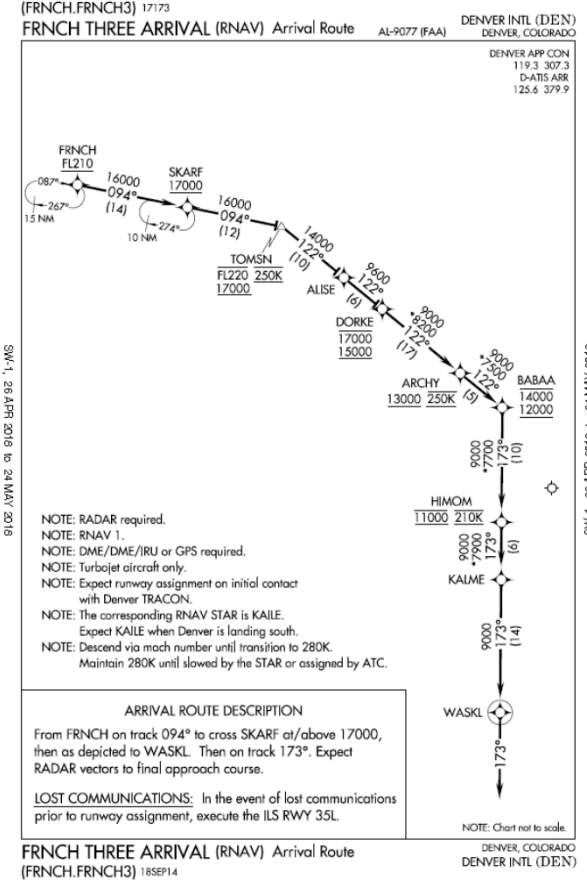 (FRNCH.FRNCH3) 17173
FRNCH THREE ARRIVAL (RNAV) Arrival Route
AL-9077 (FAA)
DENVER INTL (DEN)
DENVER, COLORADO
DENVER APP CON
119.3 307.3
D-ATIS ARR
125.6 379.9
FRNCH
FL210
087°
267°
15 NM
16000
094°
(14)
SKARF
17000
274°
10 NM
16000
094°
(12)
TOMSN
FL220 250K
17000
14000
122°
(10)
ALISE
9600
122°
(6)
DORKE
17000
15000
9000
*8200
122°
(17)
ARCHY
13000 250K
9000
*7500
122°
(5)
BABAA
14000
12000
9000
*7700
173°
(10)
HIMOM
11000 210K
9000
*7900
173°
(6)
KALME
9000
173°
(14)
WASKL
173°
NOTE: RADAR required.
NOTE: RNAV 1.
NOTE: DME/DME/IRU or GPS required.
NOTE: Turbojet aircraft only.
NOTE: Expect runway assignment on initial contact
with Denver TRACON.
NOTE: The corresponding RNAV STAR is KAILE.
Expect KAILE when Denver is landing south.
NOTE: Descend via mach number until transition to 280K.
Maintain 280K until slowed by the STAR or assigned by ATC.
ARRIVAL ROUTE DESCRIPTION
From FRNCH on track 094° to cross SKARF at/above 17000,
then as depicted to WASKL. Then on track 173°. Expect
RADAR vectors to final approach course.
LOST COMMUNICATIONS: In the event of lost communications
prior to runway assignment, execute the ILS RWY 35L.
NOTE: Chart not to scale.
SW-1, 26 APR 2018 to 24 MAY 2018
FRNCH THREE ARRIVAL (RNAV) Arrival Route
(FRNCH.FRNCH3) 18SEP14
DENVER, COLORADO
DENVER INTL (DEN)